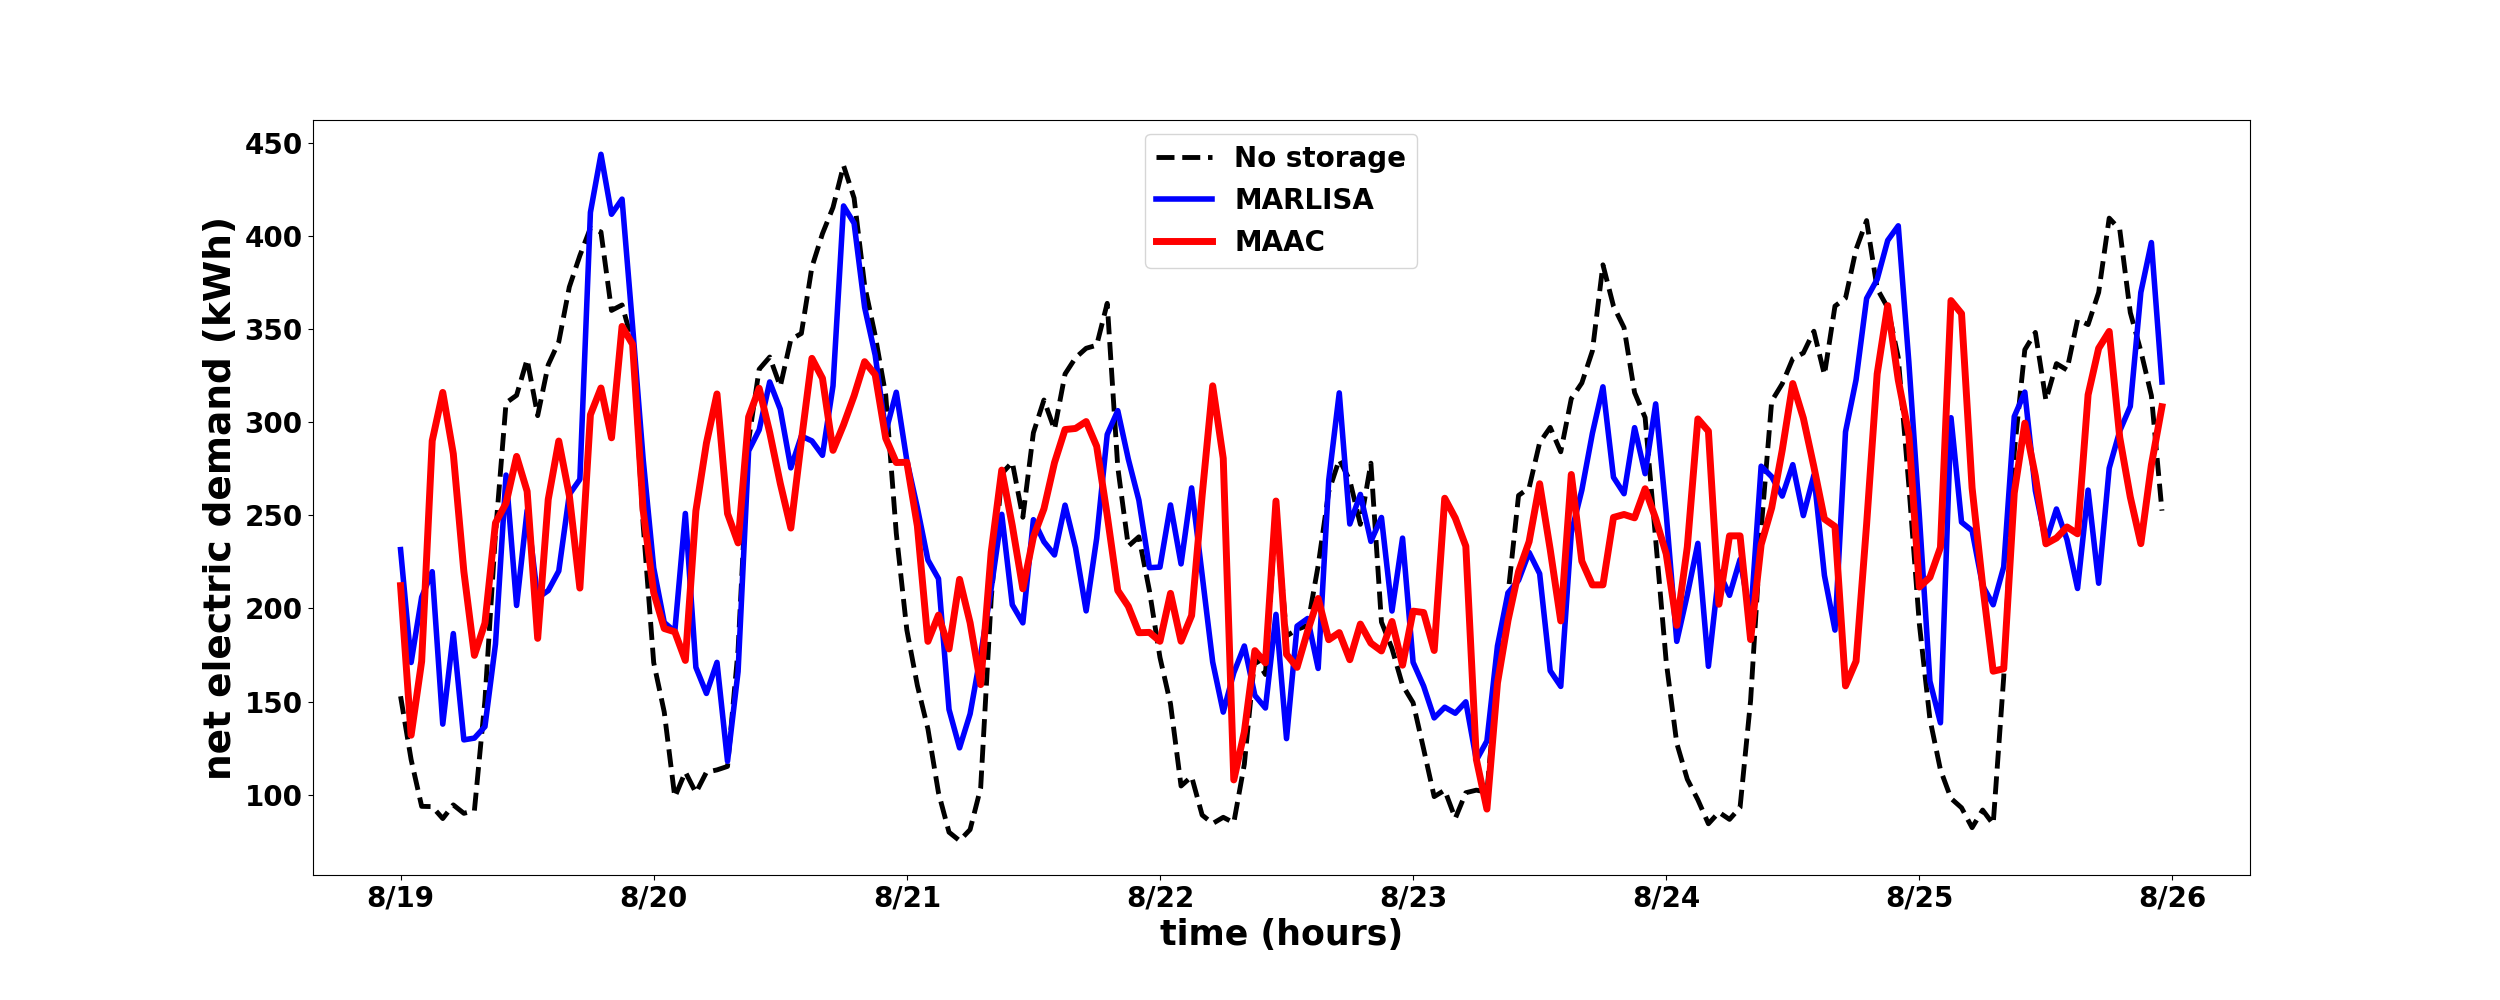 No storage
MARLISA
MAAC
net electric demand (kWh)
450
400
350
300
250
200
150
100
8/19 8/20 8/21 8/22 8/23 8/24 8/25 8/26
time (hours)